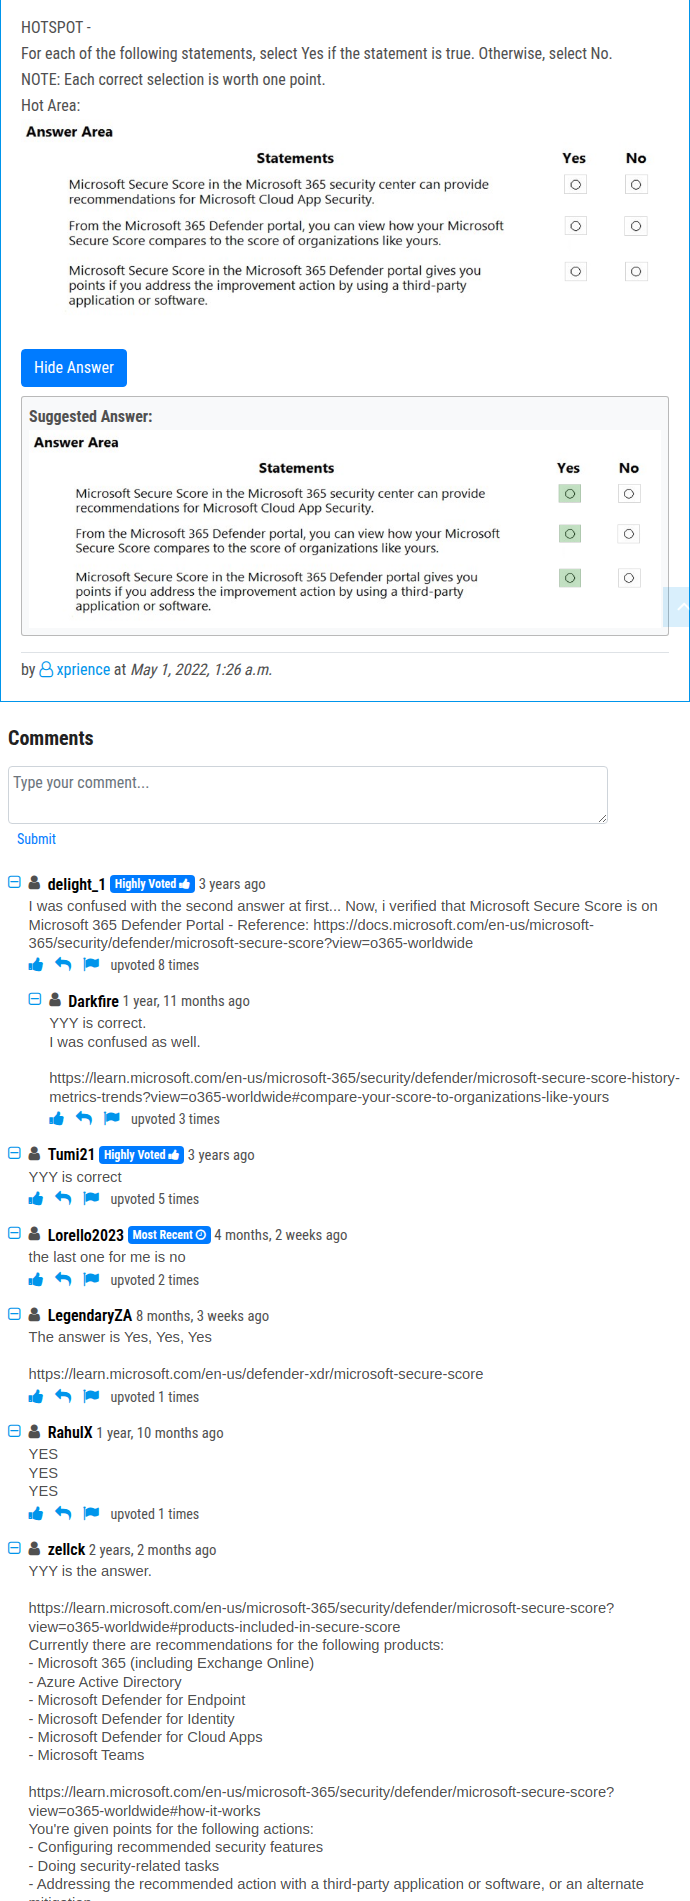 HOTSPOT -
For each of the following statements, select Yes if the statement is true. Otherwise, select No.
NOTE: Each correct selection is worth one point.
Hot Area:
Answer Area
Statements Yes No
Microsoft Secure Score in the Microsoft 365 security center can provide
recommendations for Microsoft Cloud App Security.
From the Microsoft 365 Defender portal, you can view how your Microsoft
Secure Score compares to the score of organizations like yours.
Microsoft Secure Score in the Microsoft 365 Defender portal gives you
points if you address the improvement action by using a third-party
application or software.
Hide Answer
Suggested Answer:
Answer Area
Statements Yes No
Microsoft Secure Score in the Microsoft 365 security center can provide
recommendations for Microsoft Cloud App Security.
From the Microsoft 365 Defender portal, you can view how your Microsoft
Secure Score compares to the score of organizations like yours.
Microsoft Secure Score in the Microsoft 365 Defender portal gives you
points if you address the improvement action by using a third-party
application or software.
by xprience at May 1, 2022, 1:26 a.m.
Comments
Type your comment...
Submit
delight_1 Highly Voted 3 years ago
I was confused with the second answer at first... Now, i verified that Microsoft Secure Score is on
Microsoft 365 Defender Portal - Reference: https://docs.microsoft.com/en-us/microsoft-
365/security/defender/microsoft-secure-score?view=o365-worldwide
upvoted 8 times
Darkfire 1 year, 11 months ago
YYY is correct.
I was confused as well.
https://learn.microsoft.com/en-us/microsoft-365/security/defender/microsoft-secure-score-history-
metrics-trends?view=o365-worldwide#compare-your-score-to-organizations-like-yours
upvoted 3 times
Tumi21 Highly Voted 3 years ago
YYY is correct
upvoted 5 times
Lorello2023 Most Recent 4 months, 2 weeks ago
the last one for me is no
upvoted 2 times
LegendaryZA 8 months, 3 weeks ago
The answer is Yes, Yes, Yes
https://learn.microsoft.com/en-us/defender-xdr/microsoft-secure-score
upvoted 1 times
RahulX 1 year, 10 months ago
YES
YES
YES
upvoted 1 times
zellck 2 years, 2 months ago
YYY is the answer.
https://learn.microsoft.com/en-us/microsoft-365/security/defender/microsoft-secure-score?
view=o365-worldwide#products-included-in-secure-score
Currently there are recommendations for the following products:
- Microsoft 365 (including Exchange Online)
- Azure Active Directory
- Microsoft Defender for Endpoint
- Microsoft Defender for Identity
- Microsoft Defender for Cloud Apps
- Microsoft Teams
https://learn.microsoft.com/en-us/microsoft-365/security/defender/microsoft-secure-score?
view=o365-worldwide#how-it-works
You're given points for the following actions:
- Configuring recommended security features
- Doing security-related tasks
- Addressing the recommended action with a third-party application or software, or an alternate